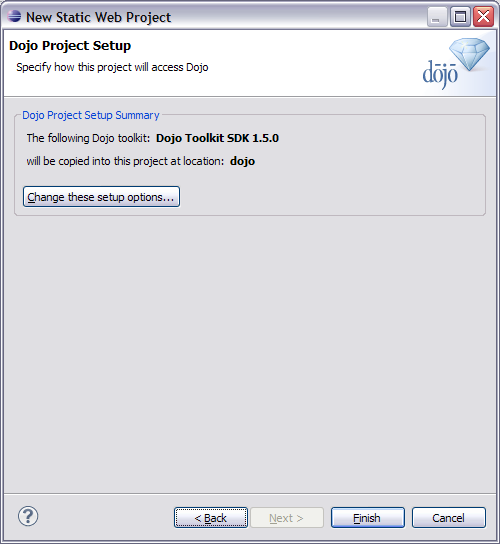 New Static Web Project
Dojo Project Setup
Specify how this project will access Dojo
dōjō
Dojo Project Setup Summary
The following Dojo toolkit: Dojo Toolkit SDK 1.5.0
will be copied into this project at location: dojo
Change these setup options...
?
< Back
Next >
Finish
Cancel